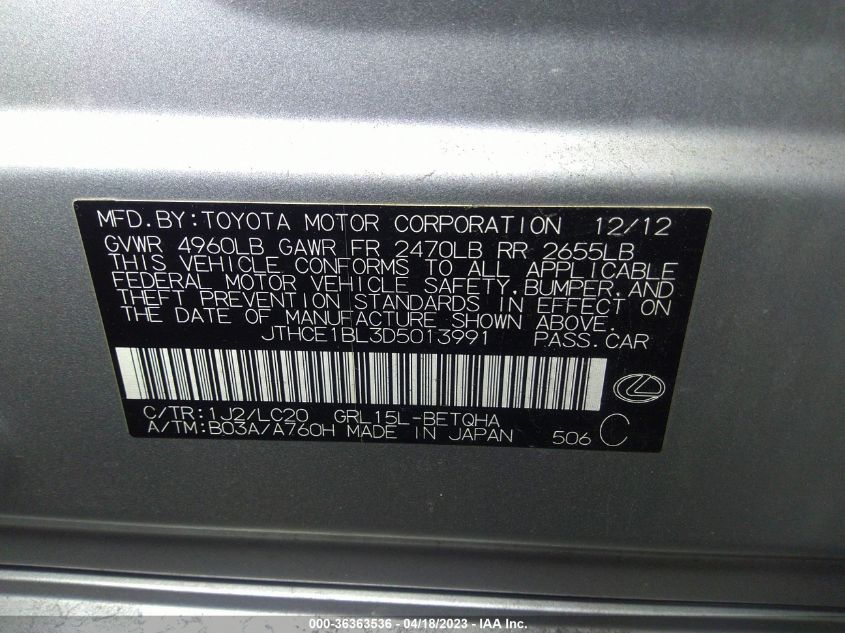 MFD.BY:TOYOTA MOTOR CORPORATION 12/12
GVWR 4960LB GAWR FR 2470LB RR 2655LB
THIS VEHICLE CONFORMS TO ALL APPLICABLE
FEDERAL MOTOR VEHICLE SAFETY,BUMPER,AND
THEFT PREVENTION STANDARDS IN EFFECT ON
THE DATE OF MANUFACTURE SHOWN ABOVE.
JTHCE1BL3D5013991 PASS.CAR
C/TR:1J2/LC20 GRL15L-BETQHA
A/TM:B03A/A760H MADE IN JAPAN 506 C
000-36363536 - 04/18/2023 - IAA Inc.